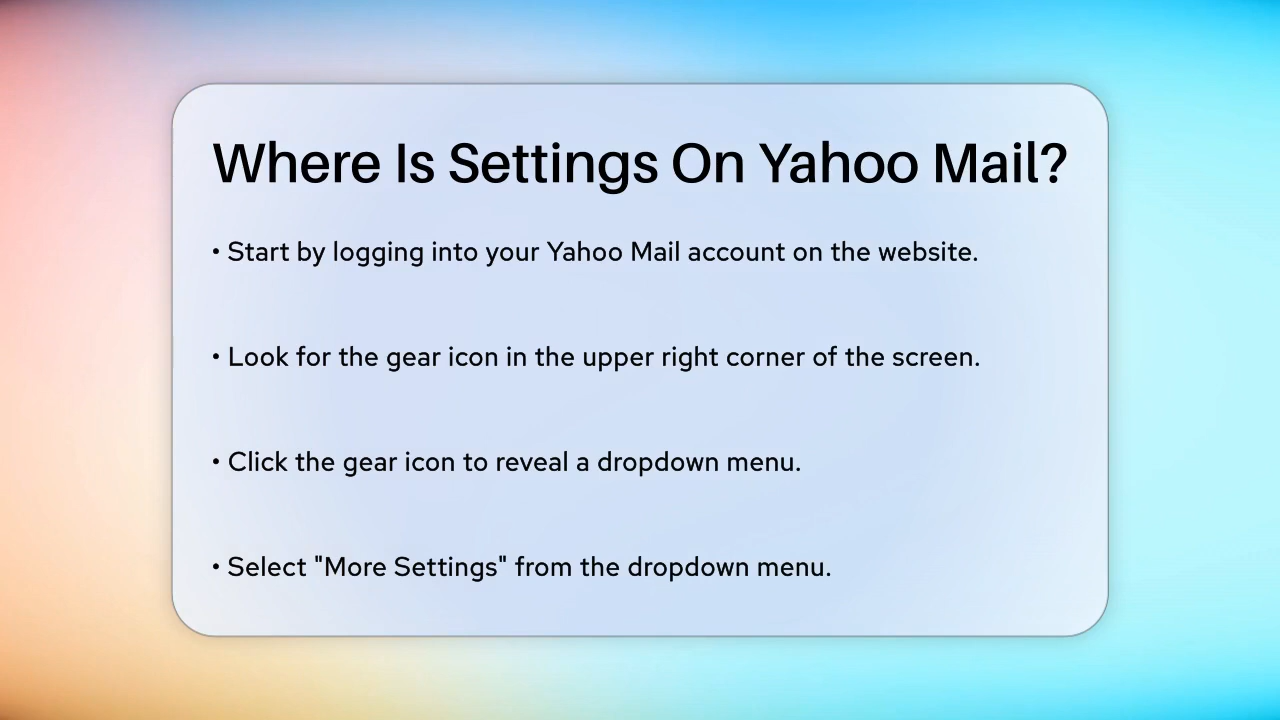 Where Is Settings On Yahoo Mail?
• Start by logging into your Yahoo Mail account on the website.
• Look for the gear icon in the upper right corner of the screen.
• Click the gear icon to reveal a dropdown menu.
• Select "More Settings" from the dropdown menu.